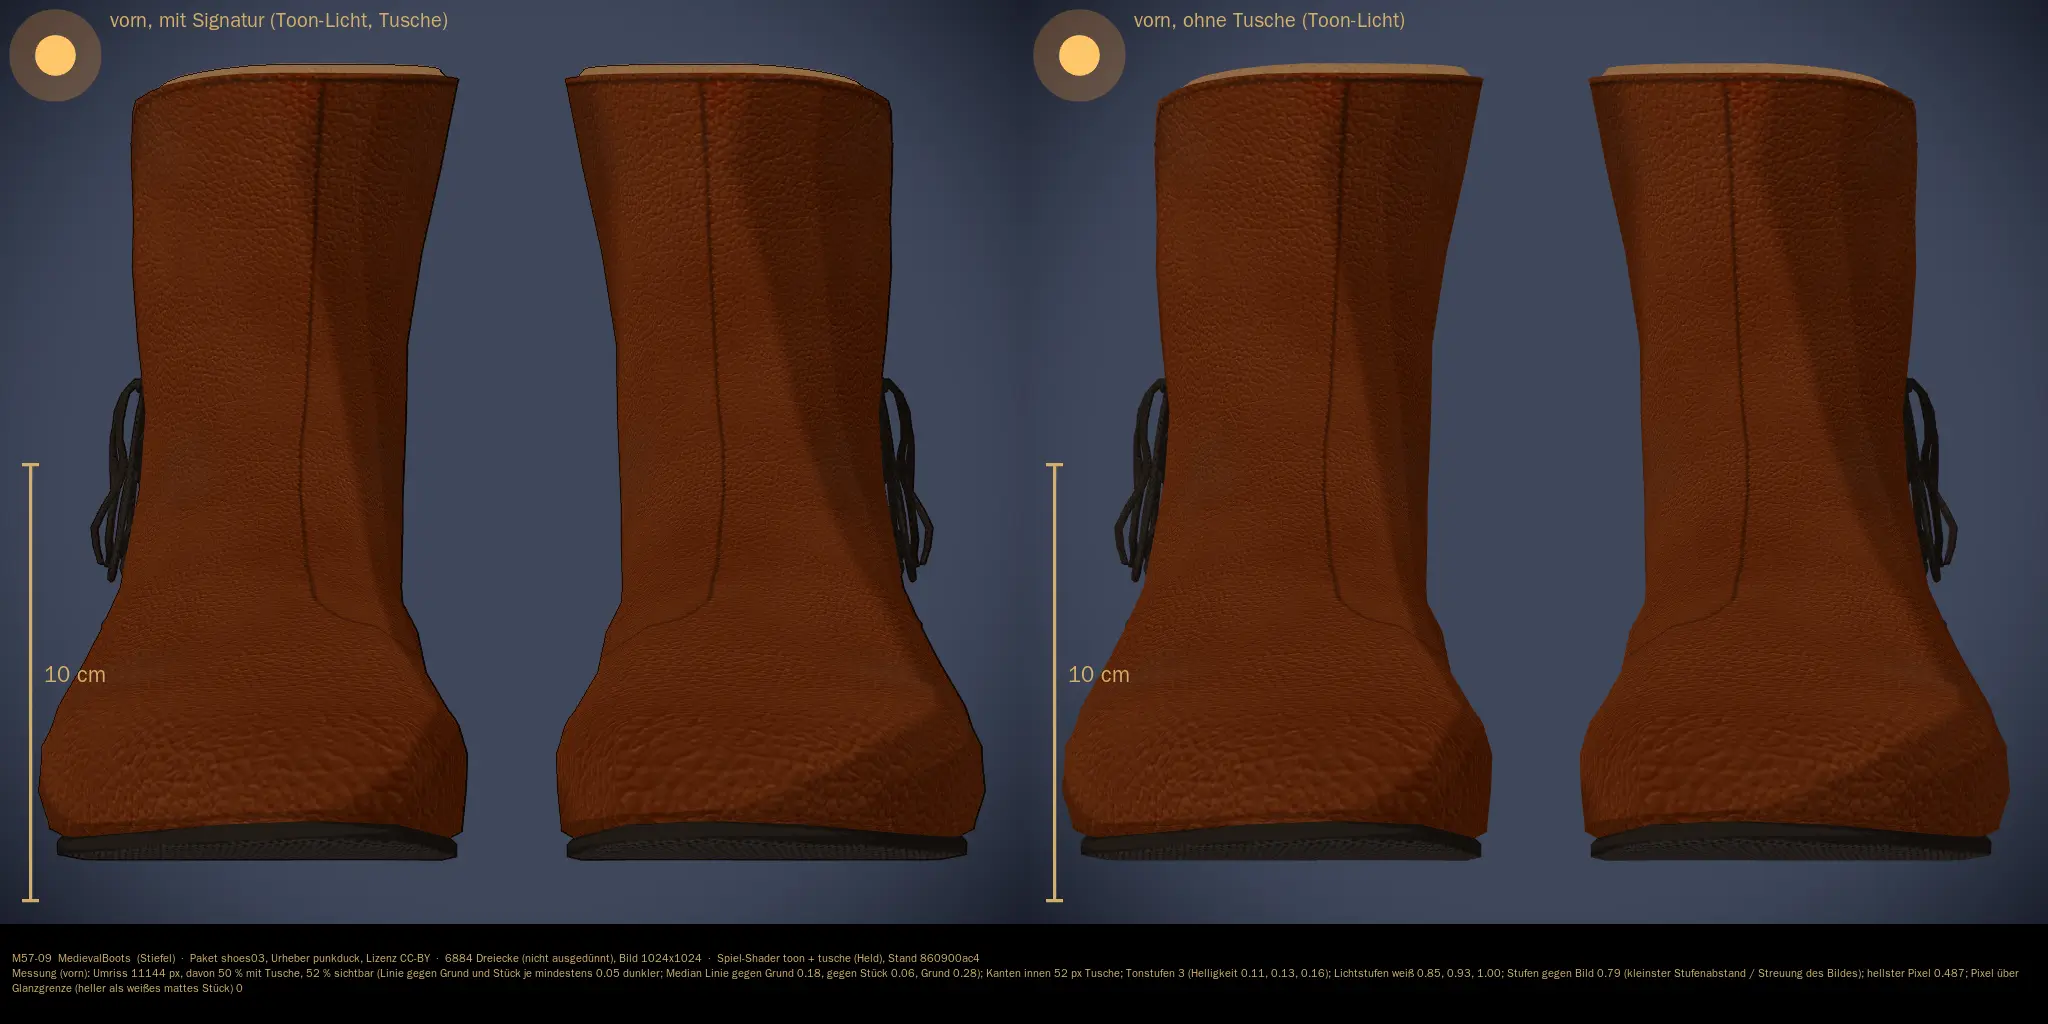 vorn, mit Signatur (Toon-Licht, Tusche)
vorn, ohne Tusche (Toon-Licht)
10 cm
10 cm
M57-09 MedievalBoots (Stiefel) · Paket shoes03, Urheber punkduck, Lizenz CC-BY · 6884 Dreiecke (nicht ausgedünnt), Bild 1024x1024 · Spiel-Shader toon + tusche (Held), Stand 860900ac4
Messung (vorn): Umriss 11144 px, davon 50 % mit Tusche, 52 % sichtbar (Linie gegen Grund und Stück je mindestens 0.05 dunkler; Median Linie gegen Grund 0.18, gegen Stück 0.06, Grund 0.28); Kanten innen 52 px Tusche; Tonstufen 3 (Helligkeit 0.11, 0.13, 0.16); Lichtstufen weiß 0.85, 0.93, 1.00; Stufen gegen Bild 0.79 (kleinster Stufenabstand / Streuung des Bildes); hellster Pixel 0.487; Pixel über
Glanzgrenze (heller als weißes mattes Stück) 0